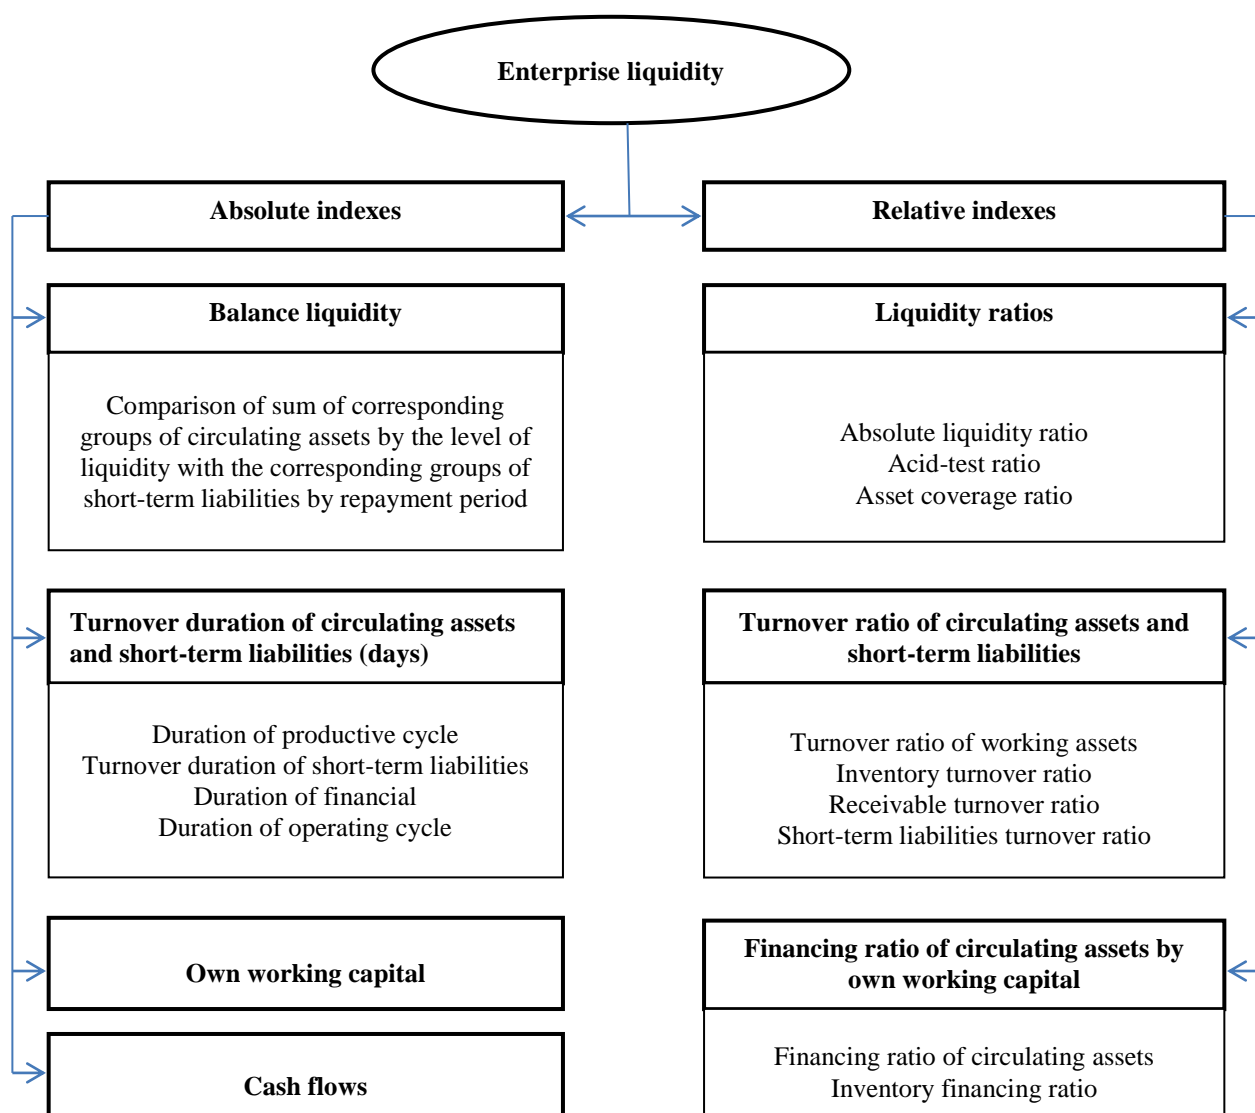 Enterprise liquidity
Absolute indexes
Relative indexes
Balance liquidity
Liquidity ratios
Comparison of sum of corresponding
groups of circulating assets by the level of
liquidity with the corresponding groups of
short-term liabilities by repayment period
Absolute liquidity ratio
Acid-test ratio
Asset coverage ratio
Turnover duration of circulating assets
and short-term liabilities (days)
Turnover ratio of circulating assets and
short-term liabilities
Duration of productive cycle
Turnover duration of short-term liabilities
Duration of financial
Duration of operating cycle
Turnover ratio of working assets
Inventory turnover ratio
Receivable turnover ratio
Short-term liabilities turnover ratio
Own working capital
Financing ratio of circulating assets by
own working capital
Cash flows
Financing ratio of circulating assets
Inventory financing ratio